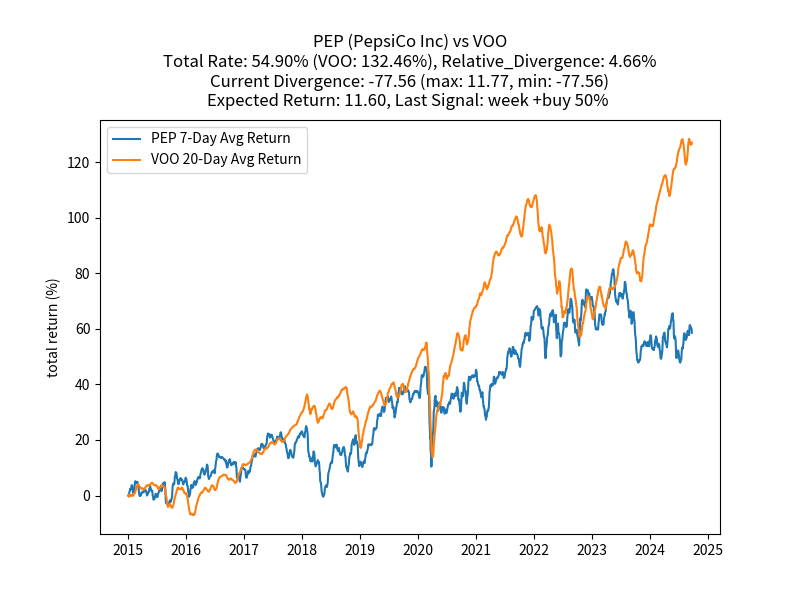 PEP (PepsiCo Inc) vs VOO
Total Rate: 54.90% (VOO: 132.46%), Relative_Divergence: 4.66%
Current Divergence: -77.56 (max: 11.77, min: -77.56)
Expected Return: 11.60, Last Signal: week +buy 50%
PEP 7-Day Avg Return
VOO 20-Day Avg Return
total return (%)
120
100
80
60
40
20
0
2015 2016 2017 2018 2019 2020 2021 2022 2023 2024 2025